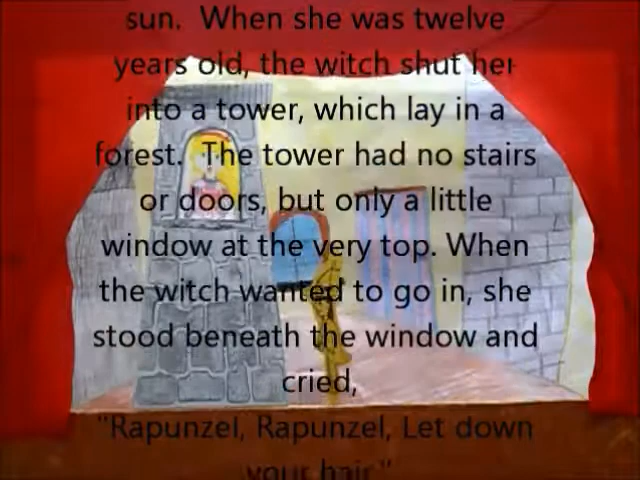 sun. When she was twelve
years old, the witch shut her
into a tower, which lay in a
forest. The tower had no stairs
or doors, but only a little
window at the very top. When
the witch wanted to go in, she
stood beneath the window and
cried,
"Rapunzel, Rapunzel, Let down
your hair."